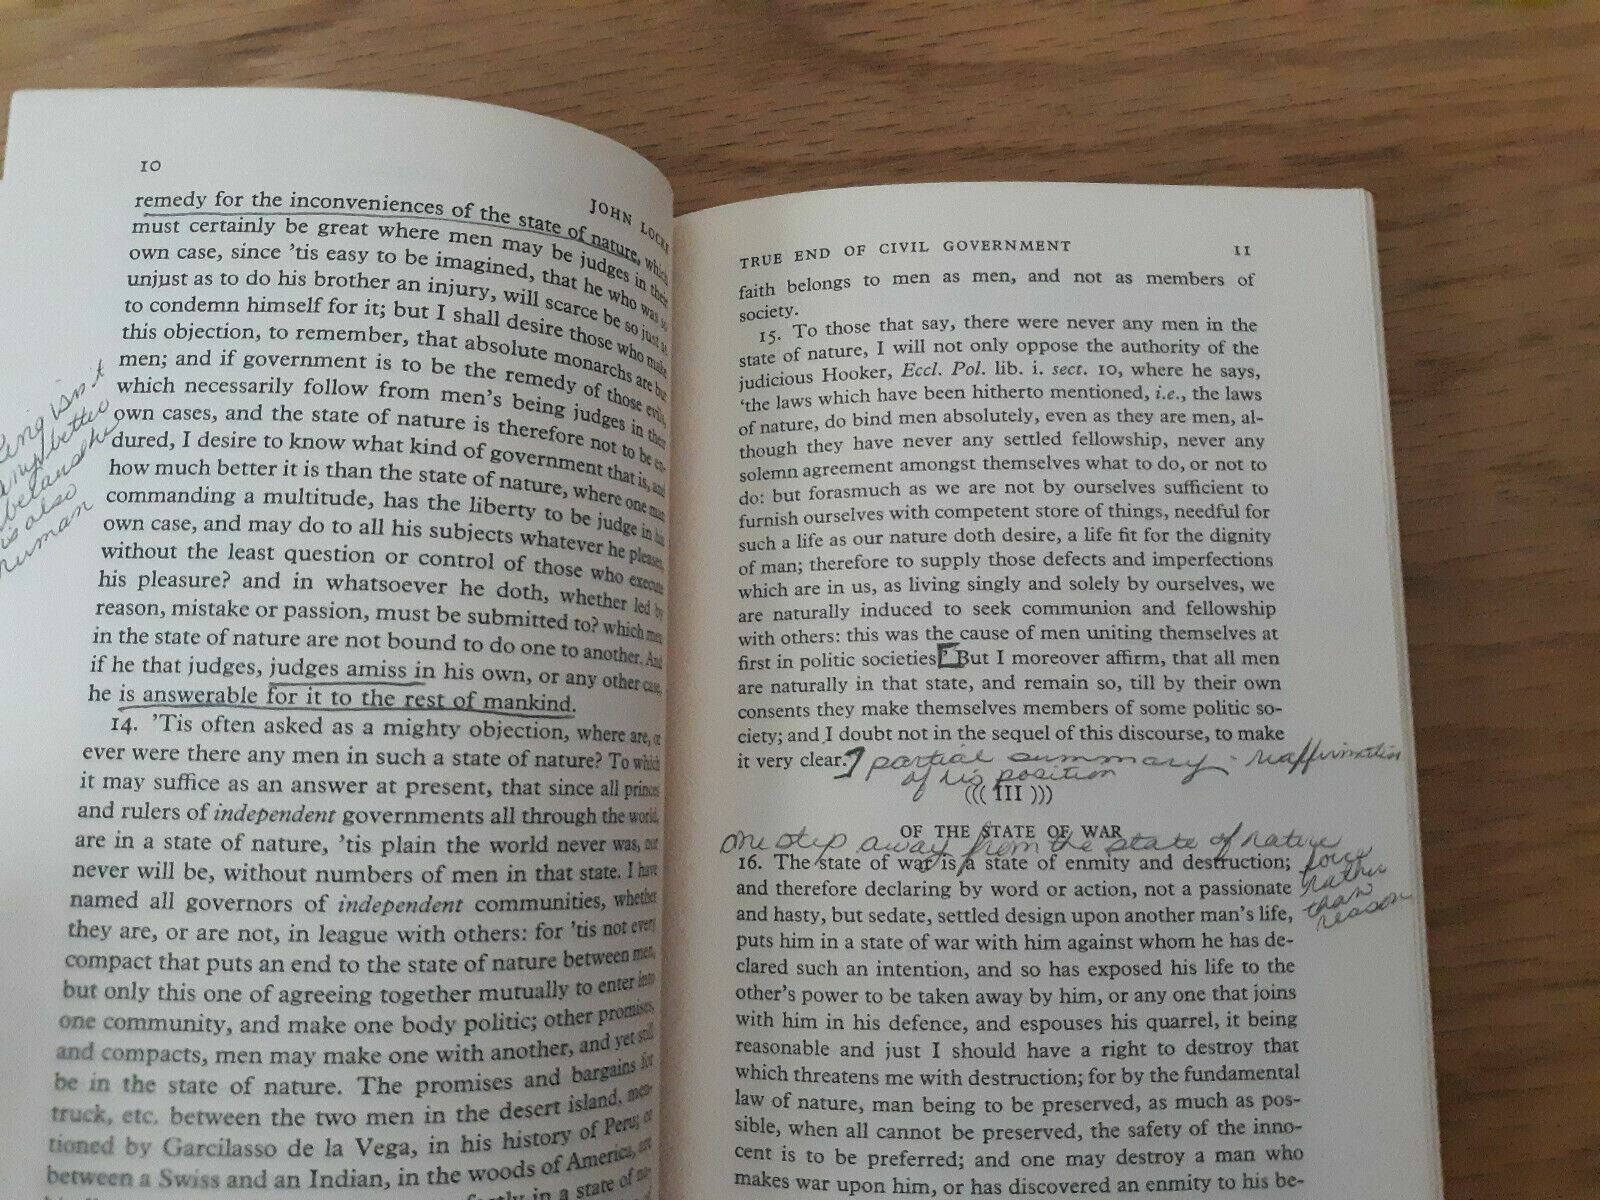 10
JOHN LOCKE
remedy for the inconveniences of the state of nature, which
must certainly be great where men may be judges in their
own case, since 'tis easy to be imagined, that he who was so
unjust as to do his brother an injury, will scarce be so just as
to condemn himself for it; but I shall desire those who make
this objection, to remember, that absolute monarchs are but
men; and if government is to be the remedy of those evils,
which necessarily follow from men's being judges in their
own cases, and the state of nature is therefore not to be en-
dured, I desire to know what kind of government that is, and
how much better it is than the state of nature, where one man
commanding a multitude, has the liberty to be judge in his
own case, and may do to all his subjects whatever he pleases,
without the least question or control of those who execute
his pleasure? and in whatsoever he doth, whether led by
reason, mistake or passion, must be submitted to? which men
in the state of nature are not bound to do one to another. And
if he that judges, judges amiss in his own, or any other case,
he is answerable for it to the rest of mankind.
14. 'Tis often asked as a mighty objection, where are, or
ever were there any men in such a state of nature? To which
it may suffice as an answer at present, that since all princes
and rulers of independent governments all through the world,
are in a state of nature, 'tis plain the world never was, nor
never will be, without numbers of men in that state. I have
named all governors of independent communities, whether
they are, or are not, in league with others: for 'tis not every
compact that puts an end to the state of nature between men,
but only this one of agreeing together mutually to enter into
one community, and make one body politic; other promises,
and compacts, men may make one with another, and yet still
be in the state of nature. The promises and bargains for
truck, etc. between the two men in the desert island, men-
tioned by Garcilasso de la Vega, in his history of Peru; or
between a Swiss and an Indian, in the woods of America, are
in a state of na-
isn't
any better
because he
is also
human
TRUE END OF CIVIL GOVERNMENT
11
faith belongs to men as men, and not as members of
society.
15. To those that say, there were never any men in the
state of nature, I will not only oppose the authority of the
judicious Hooker, Eccl. Pol. lib. i. sect. 10, where he says,
'the laws which have been hitherto mentioned, i.e., the laws
of nature, do bind men absolutely, even as they are men, al-
though they have never any settled fellowship, never any
solemn agreement amongst themselves what to do, or not to
do: but forasmuch as we are not by ourselves sufficient to
furnish ourselves with competent store of things, needful for
such a life as our nature doth desire, a life fit for the dignity
of man; therefore to supply those defects and imperfections
which are in us, as living singly and solely by ourselves, we
are naturally induced to seek communion and fellowship
with others: this was the cause of men uniting themselves at
first in politic societies.' But I moreover affirm, that all men
are naturally in that state, and remain so, till by their own
consents they make themselves members of some politic so-
ciety; and I doubt not in the sequel of this discourse, to make
it very clear.
partial summary - reaffirmation
of his position
((( III )))
OF THE STATE OF WAR
one step away from the state of nature
16. The state of war is a state of enmity and destruction;
and therefore declaring by word or action, not a passionate
and hasty, but sedate, settled design upon another man's life,
puts him in a state of war with him against whom he has de-
clared such an intention, and so has exposed his life to the
other's power to be taken away by him, or any one that joins
with him in his defence, and espouses his quarrel, it being
reasonable and just I should have a right to destroy that
which threatens me with destruction; for by the fundamental
law of nature, man being to be preserved, as much as pos-
sible, when all cannot be preserved, the safety of the inno-
cent is to be preferred; and one may destroy a man who
makes war upon him, or has discovered an enmity to his be-
force
rather
than
reason